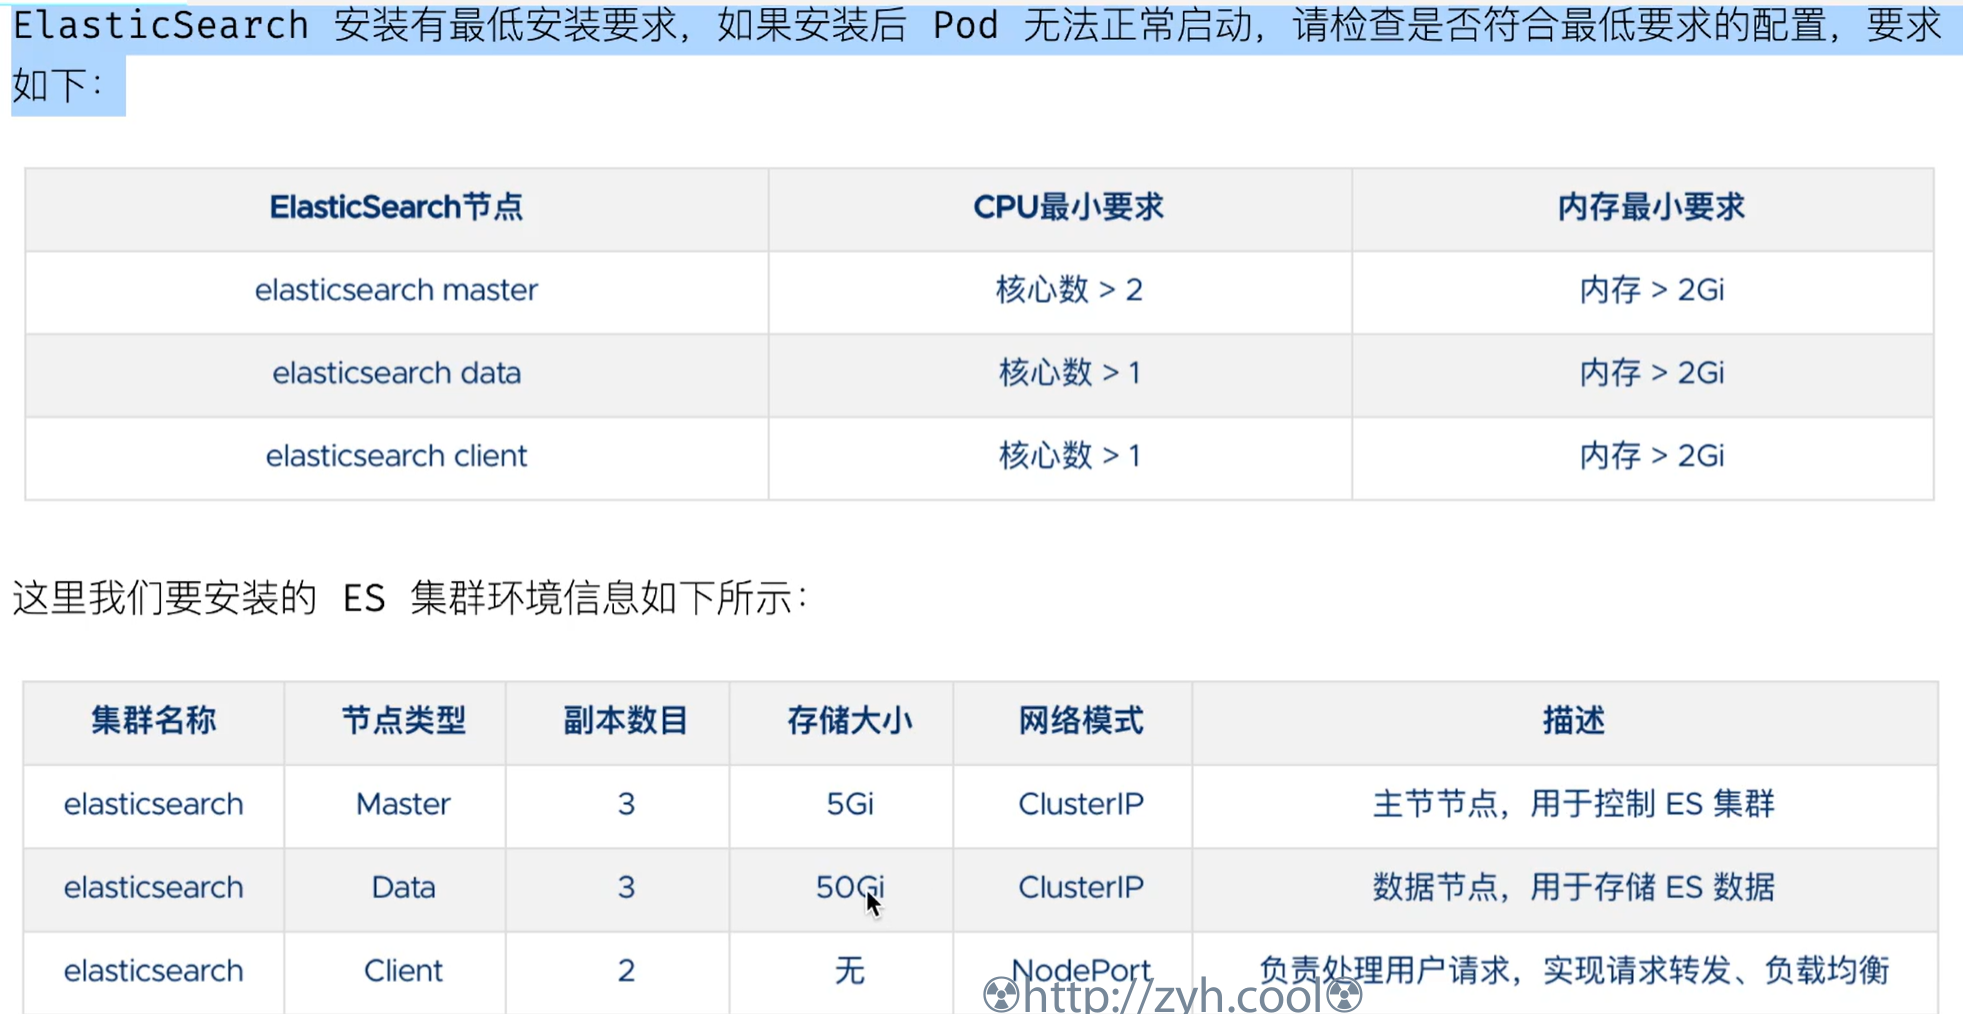 ElasticSearch 安装有最低安装要求，如果安装后 Pod 无法正常启动，请检查是否符合最低要求的配置，要求
如下：
ElasticSearch节点 CPU最小要求 内存最小要求
elasticsearch master 核心数 > 2 内存 > 2Gi
elasticsearch data 核心数 > 1 内存 > 2Gi
elasticsearch client 核心数 > 1 内存 > 2Gi
这里我们要安装的 ES 集群环境信息如下所示：
集群名称 节点类型 副本数目 存储大小 网络模式 描述
elasticsearch Master 3 5Gi ClusterIP 主节节点，用于控制 ES 集群
elasticsearch Data 3 50Gi ClusterIP 数据节点，用于存储 ES 数据
elasticsearch Client 2 无 NodePort 负责处理用户请求，实现请求转发、负载均衡
☢http://zyh.cool☢